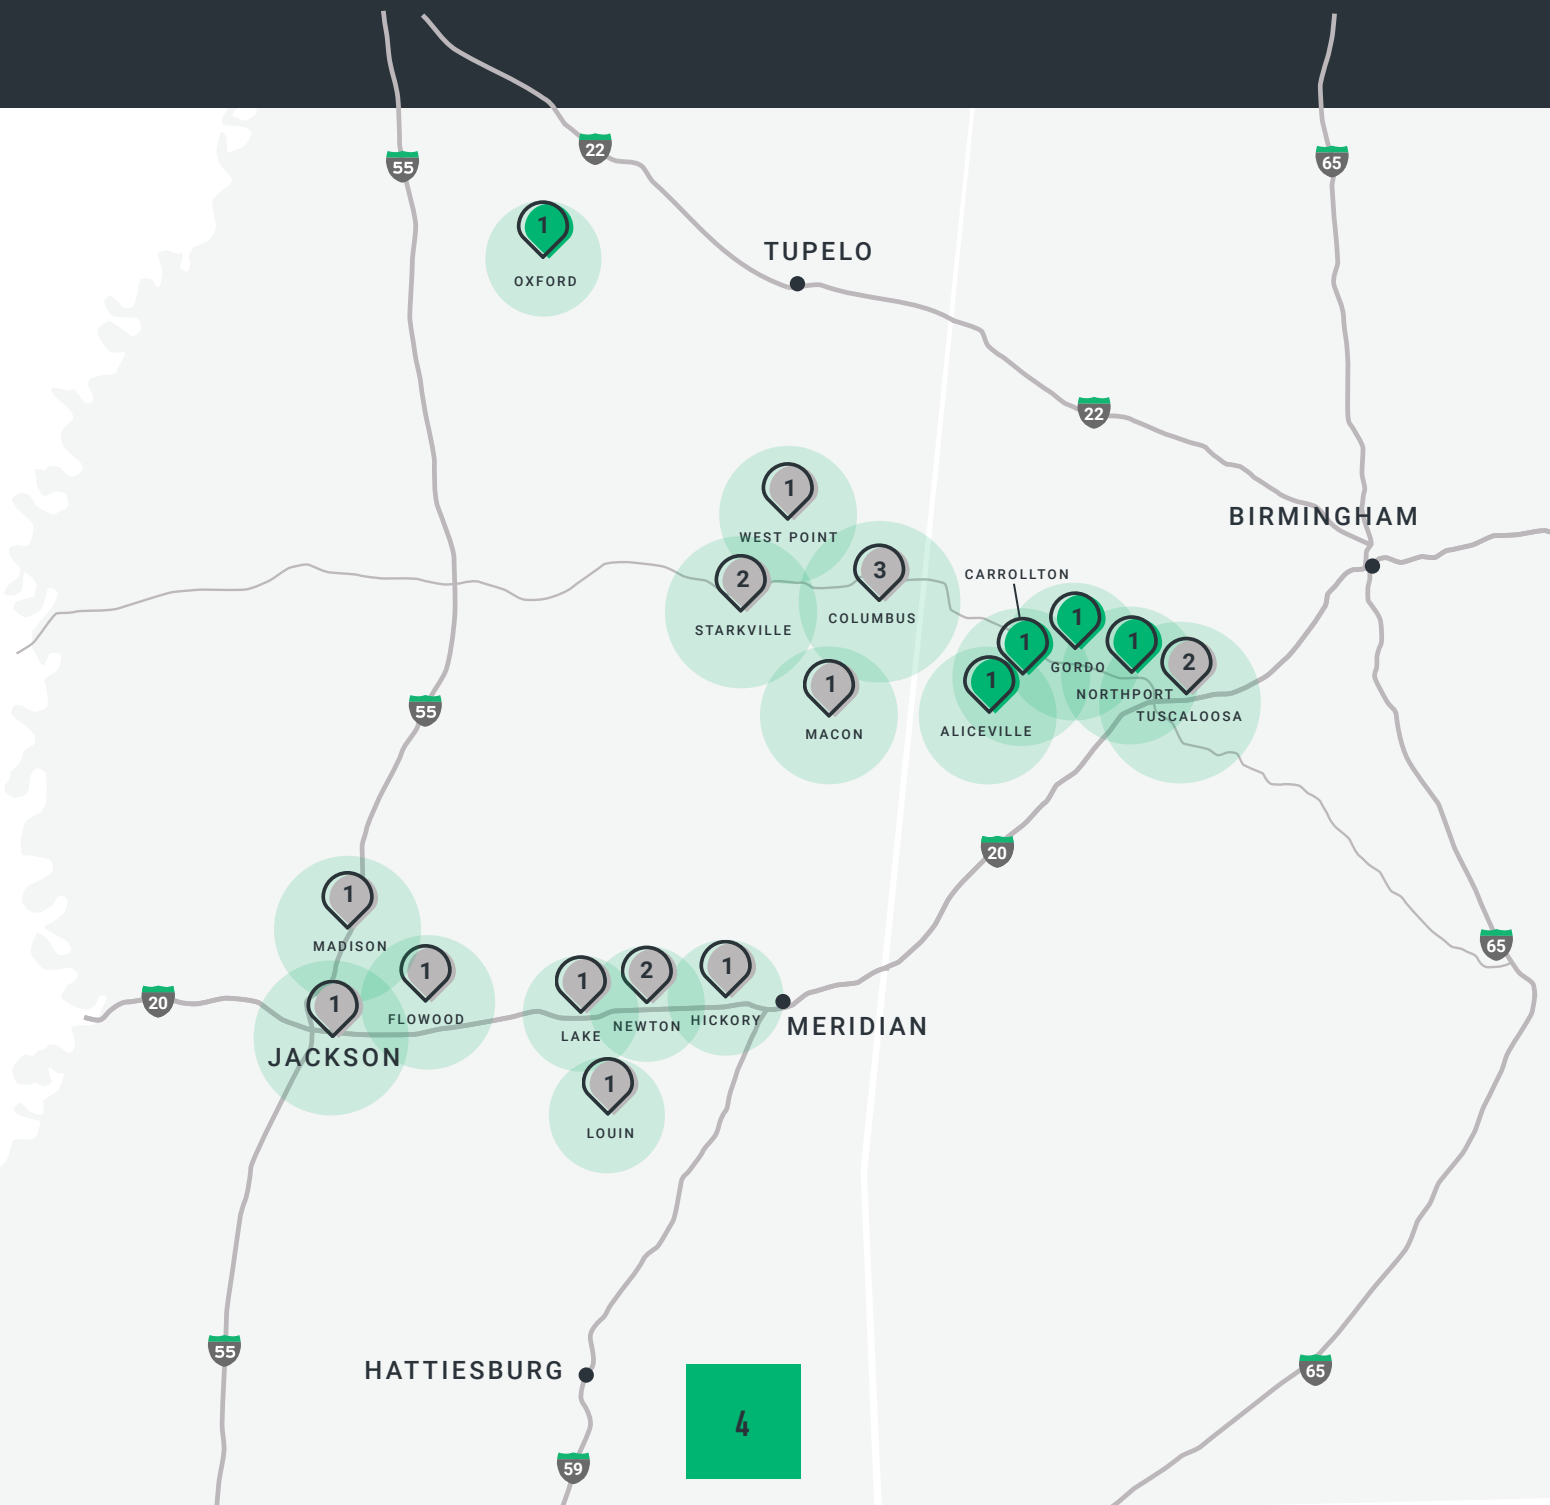 22
55
65
1
OXFORD
TUPELO
22
1
WEST POINT
BIRMINGHAM
2
STARKVILLE
3
COLUMBUS
CARROLLTON
1
1
GORDO
1
NORTHPORT
2
TUSCALOOSA
1
ALICEVILLE
1
MACON
55
20
1
MADISON
65
1
FLOWOOD
20
1
JACKSON
1
LAKE
2
NEWTON
1
HICKORY
MERIDIAN
1
LOUIN
55
HATTIESBURG
65
4
59